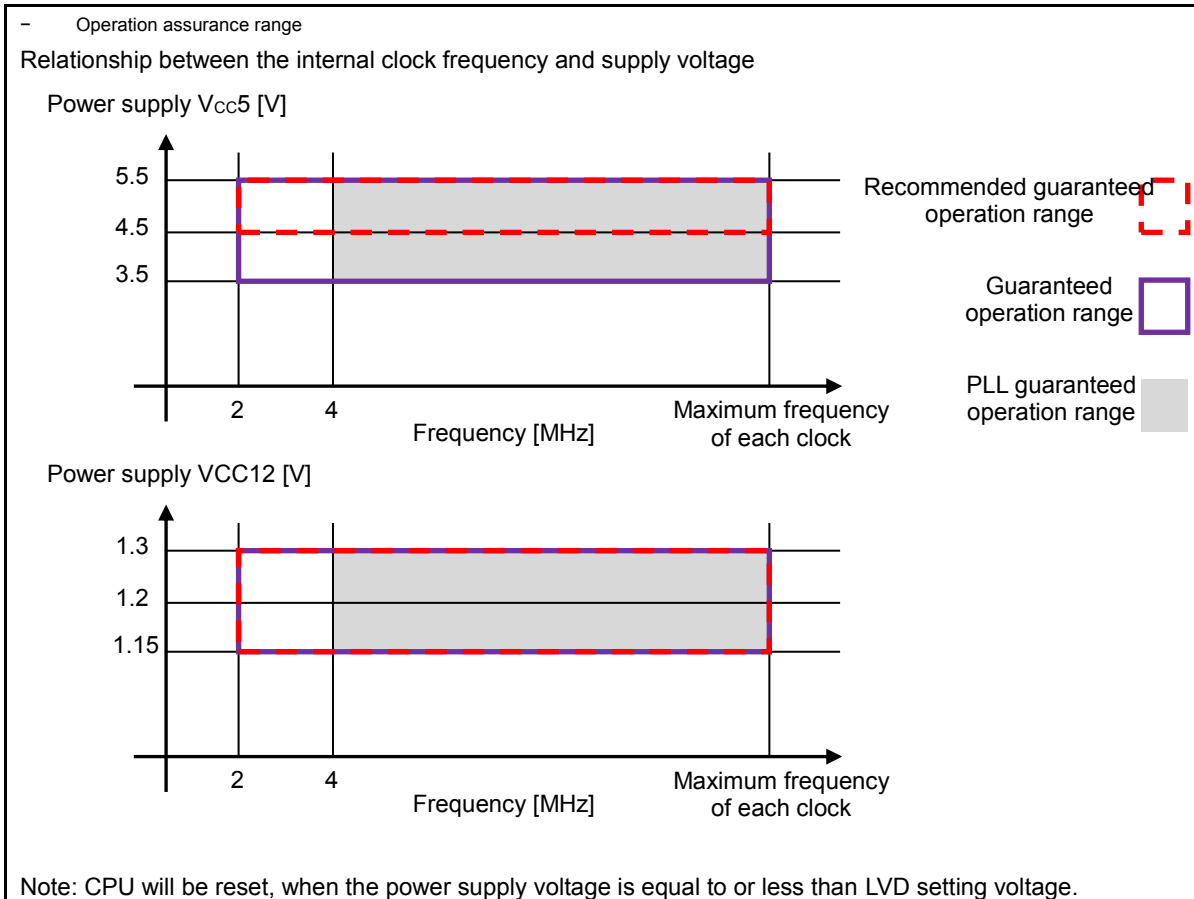 − Operation assurance range
Relationship between the internal clock frequency and supply voltage
Power supply VCC5 [V]
5.5
4.5
3.5
2
4
Frequency [MHz]
Maximum frequency
of each clock
Recommended guaranteed
operation range
Guaranteed
operation range
PLL guaranteed
operation range
Power supply VCC12 [V]
1.3
1.2
1.15
2
4
Frequency [MHz]
Maximum frequency
of each clock
Note: CPU will be reset, when the power supply voltage is equal to or less than LVD setting voltage.